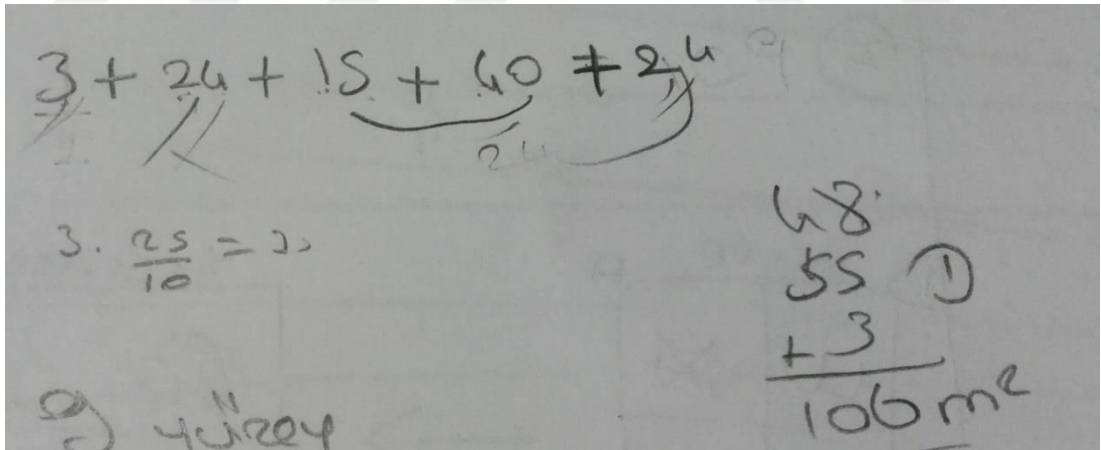 3 + 24 + 15 + 40 + 24
24
3 . 25/10 =
48
55 ①
+ 3
106 m²
yüzey